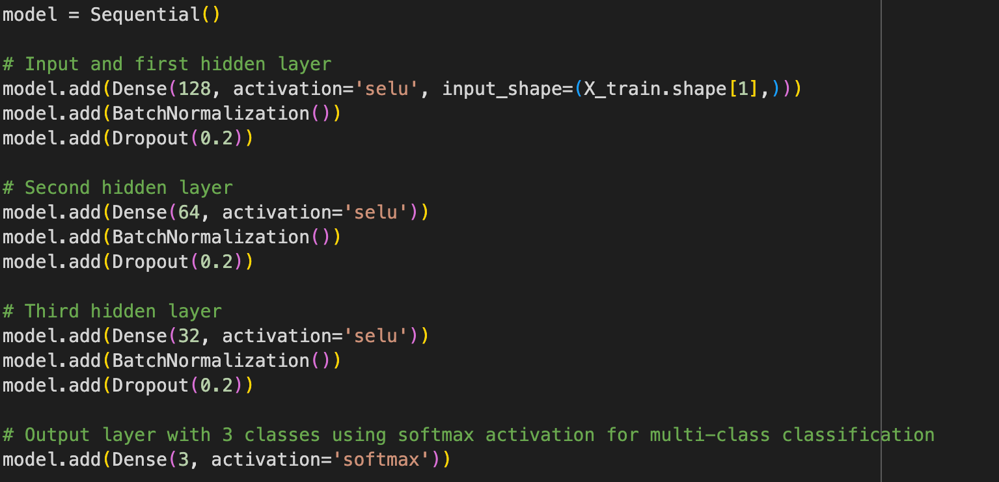 model = Sequential()
# Input and first hidden layer
model.add(Dense(128, activation='selu', input_shape=(X_train.shape[1],)))
model.add(BatchNormalization())
model.add(Dropout(0.2))
# Second hidden layer
model.add(Dense(64, activation='selu'))
model.add(BatchNormalization())
model.add(Dropout(0.2))
# Third hidden layer
model.add(Dense(32, activation='selu'))
model.add(BatchNormalization())
model.add(Dropout(0.2))
# Output layer with 3 classes using softmax activation for multi-class classification
model.add(Dense(3, activation='softmax'))